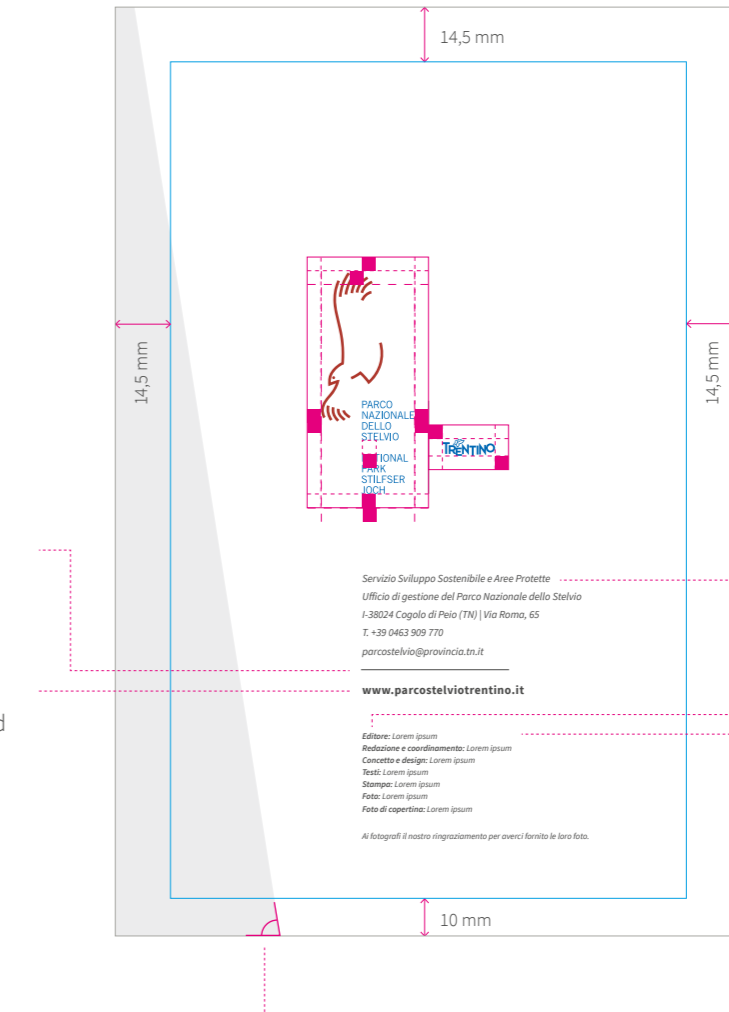 14,5 mm
14,5 mm
14,5 mm
PARCO
NAZIONALE
DELLO
STELVIO
PARK
STILFSER
JOCH
TRENTINO
Servizio Sviluppo Sostenibile e Aree Protette
Ufficio di gestione del Parco Nazionale dello Stelvio
I-38024 Cogolo di Peio (TN) | Via Roma, 65
T. +39 0463 909 770
parcostelvio@provincia.tn.it
www.parcostelviotrentino.it
d
Editore: Lorem ipsum
Redazione e coordinamento: Lorem ipsum
Concetto e design: Lorem ipsum
Testi: Lorem ipsum
Stampa: Lorem ipsum
Foto: Lorem ipsum
Foto di copertina: Lorem ipsum
Ai fotografi il nostro ringraziamento per averci fornito le loro foto.
10 mm